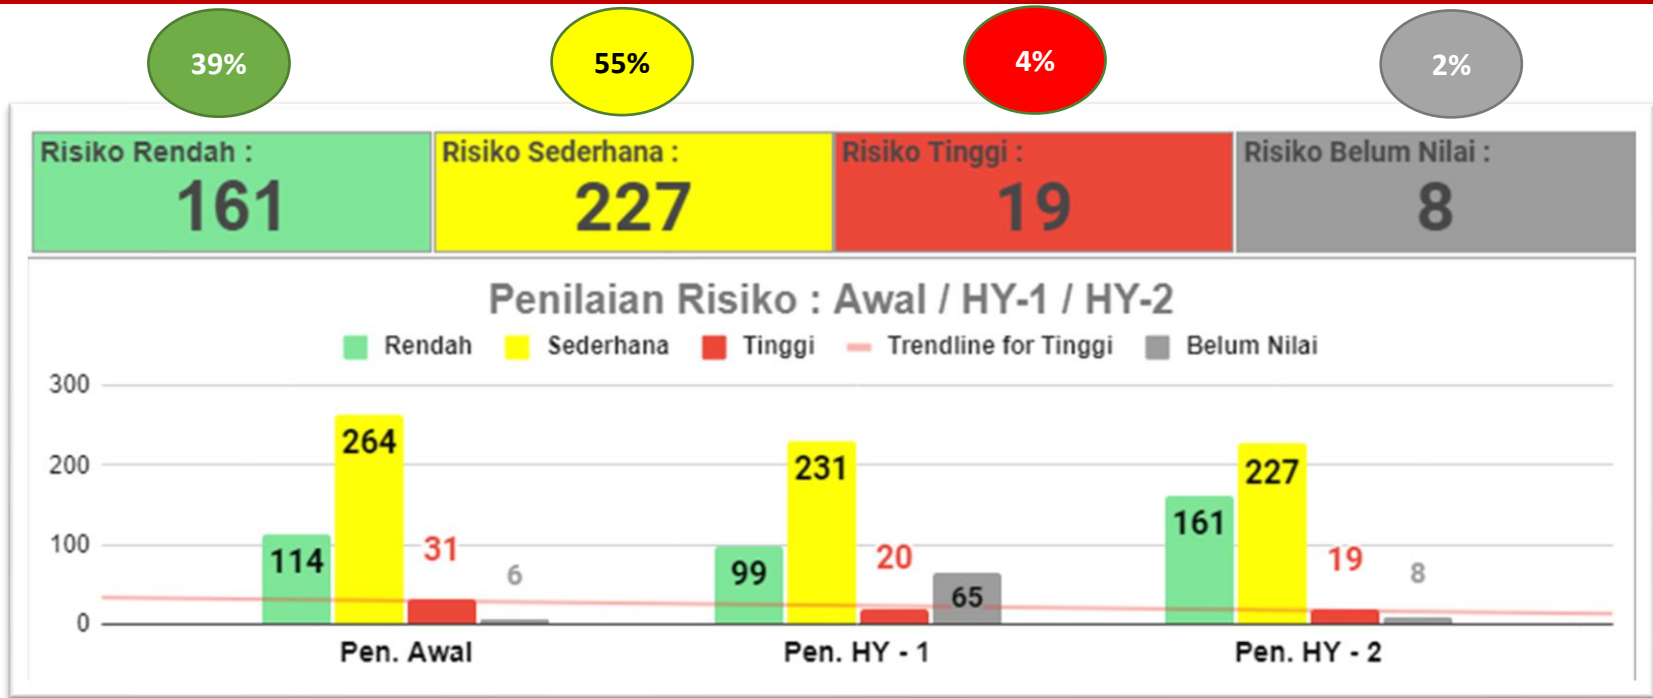 39% 55% 4% 2%
Risiko Rendah : Risiko Sederhana : Risiko Tinggi : Risiko Belum Nilai :
161 227 19 8
Penilaian Risiko : Awal / HY-1 / HY-2
Rendah Sederhana Tinggi Trendline for Tinggi Belum Nilai
300
200
100
0
114 264 31 6
99 231 20 65
161 227 19 8
Pen. Awal Pen. HY - 1 Pen. HY - 2